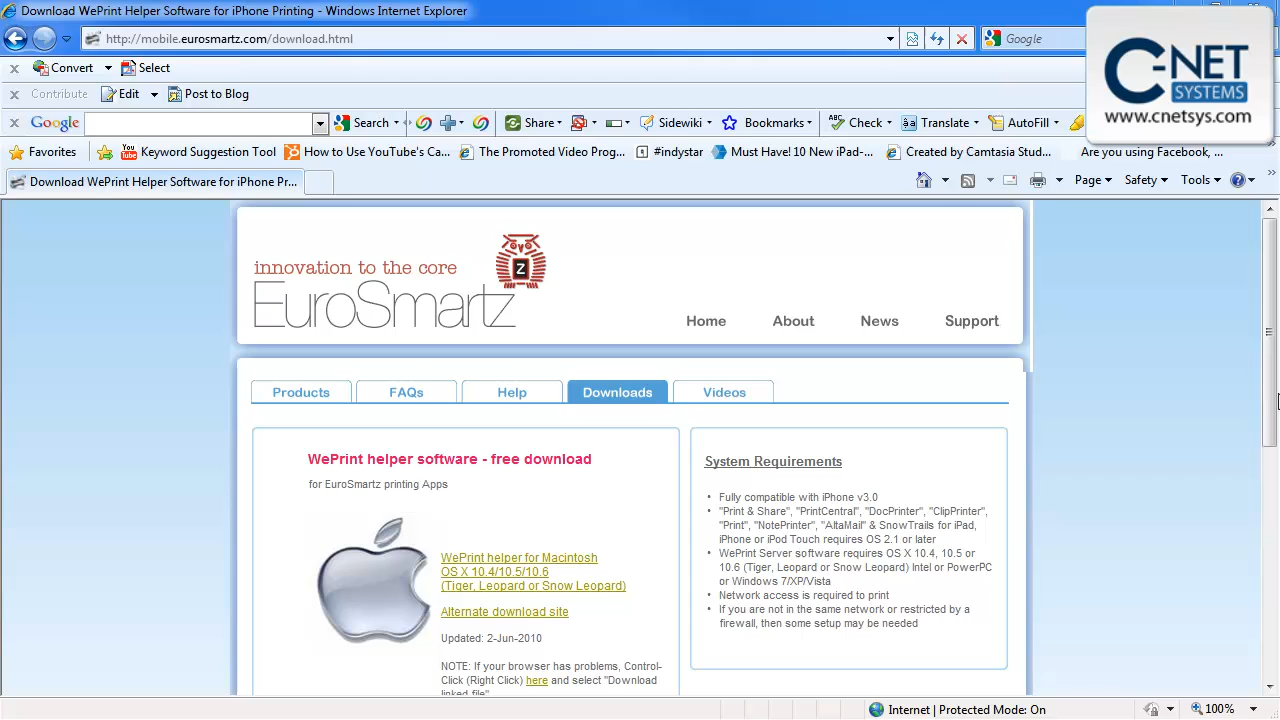 Download WePrint Helper Software for iPhone Printing - Windows Internet Explorer
http://mobile.eurosmartz.com/download.html
Google
C-NET
SYSTEMS
www.cnetsys.com
x Convert Select
x Contribute Edit Post to Blog
x Google Search Share Sidewiki Bookmarks Check Translate AutoFill
Favorites Keyword Suggestion Tool How to Use YouTube's Ca... The Promoted Video Prog... #indystar Must Have! 10 New iPad-... Created by Camtasia Stud... Are you using Facebook, ...
Download WePrint Helper Software for iPhone Pr... Page Safety Tools
innovation to the core
Z
EuroSmartz
Home About News Support
Products FAQs Help Downloads Videos
WePrint helper software - free download
for EuroSmartz printing Apps
WePrint helper for Macintosh
OS X 10.4/10.5/10.6
(Tiger, Leopard or Snow Leopard)
Alternate download site
Updated: 2-Jun-2010
NOTE: If your browser has problems, Control-
Click (Right Click) here and select "Download
linked file"
System Requirements
• Fully compatible with iPhone v3.0
• "Print & Share", "PrintCentral", "DocPrinter", "ClipPrinter",
"Print", "NotePrinter", "AltaMail" & SnowTrails for iPad,
iPhone or iPod Touch requires OS 2.1 or later
• WePrint Server software requires OS X 10.4, 10.5 or
10.6 (Tiger, Leopard or Snow Leopard) Intel or PowerPC
or Windows 7/XP/Vista
• Network access is required to print
• If you are not in the same network or restricted by a
firewall, then some setup may be needed
Internet | Protected Mode: On 100%